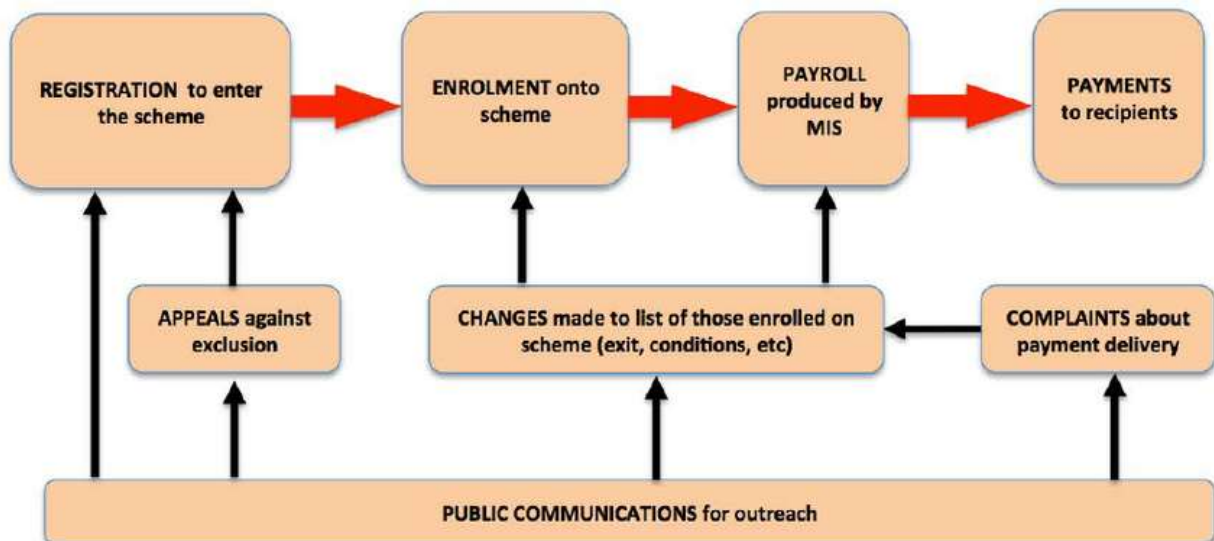 REGISTRATION to enter
the scheme
ENROLMENT onto
scheme
PAYROLL
produced by
MIS
PAYMENTS
to recipients
APPEALS against
exclusion
CHANGES made to list of those enrolled on
scheme (exit, conditions, etc)
COMPLAINTS about
payment delivery
PUBLIC COMMUNICATIONS for outreach